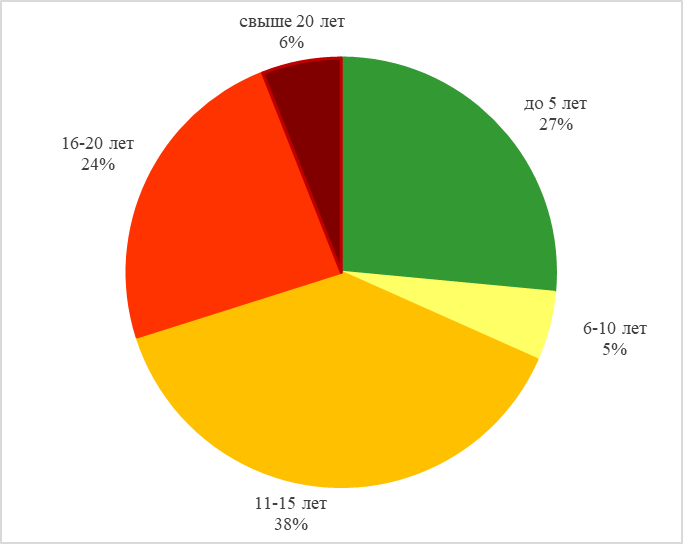 свыше 20 лет
6%
до 5 лет
27%
16-20 лет
24%
6-10 лет
5%
11-15 лет
38%